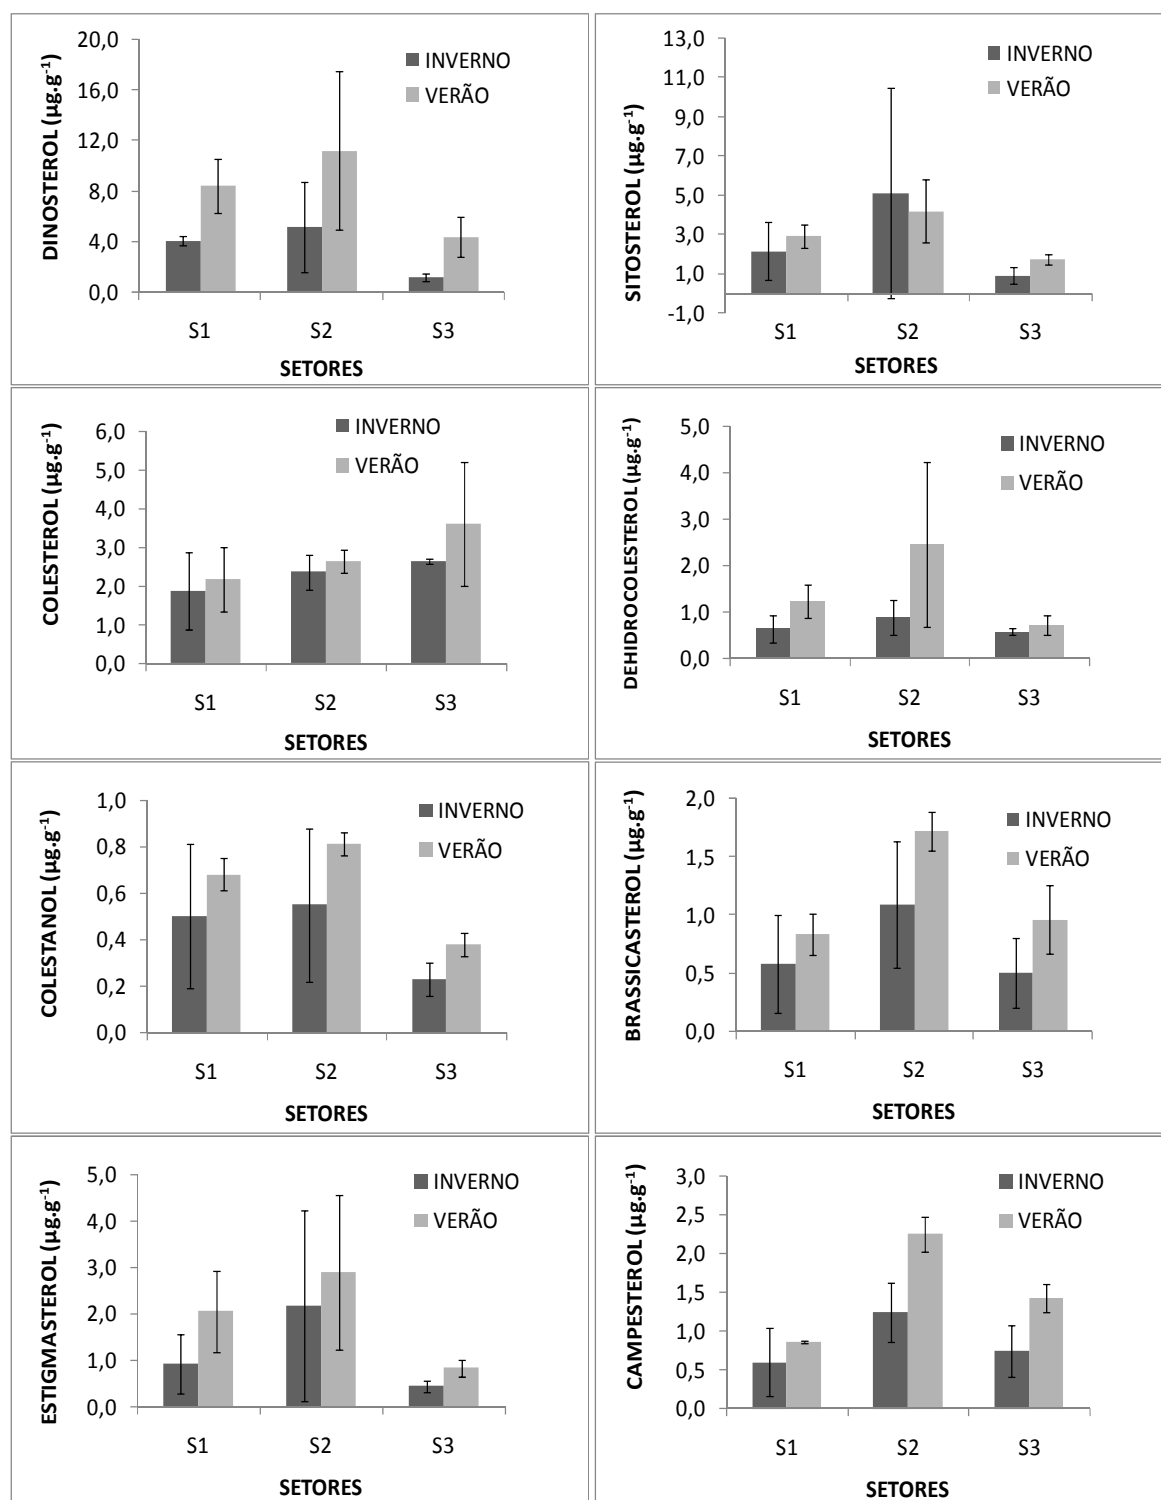 DINOSTEROL (µg.g-1)
20,0
16,0
12,0
8,0
4,0
0,0
INVERNO
VERÃO
S1 S2 S3
SETORES
SITOSTEROL (µg.g-1)
13,0
11,0
9,0
7,0
5,0
3,0
1,0
-1,0
INVERNO
VERÃO
S1 S2 S3
SETORES
COLESTEROL (µg.g-1)
6,0
5,0
4,0
3,0
2,0
1,0
0,0
INVERNO
VERÃO
S1 S2 S3
SETORES
DEHIDROCOLESTEROL (µg.g-1)
5,0
4,0
3,0
2,0
1,0
0,0
INVERNO
VERÃO
S1 S2 S3
SETORES
COLESTANOL (µg.g-1)
1,0
0,8
0,6
0,4
0,2
0,0
INVERNO
VERÃO
S1 S2 S3
SETORES
BRASSICASTEROL (µg.g-1)
2,0
1,5
1,0
0,5
0,0
INVERNO
VERÃO
S1 S2 S3
SETORES
ESTIGMASTEROL (µg.g-1)
5,0
4,0
3,0
2,0
1,0
0,0
INVERNO
VERÃO
S1 S2 S3
SETORES
CAMPESTEROL (µg.g-1)
3,0
2,5
2,0
1,5
1,0
0,5
0,0
INVERNO
VERÃO
S1 S2 S3
SETORES